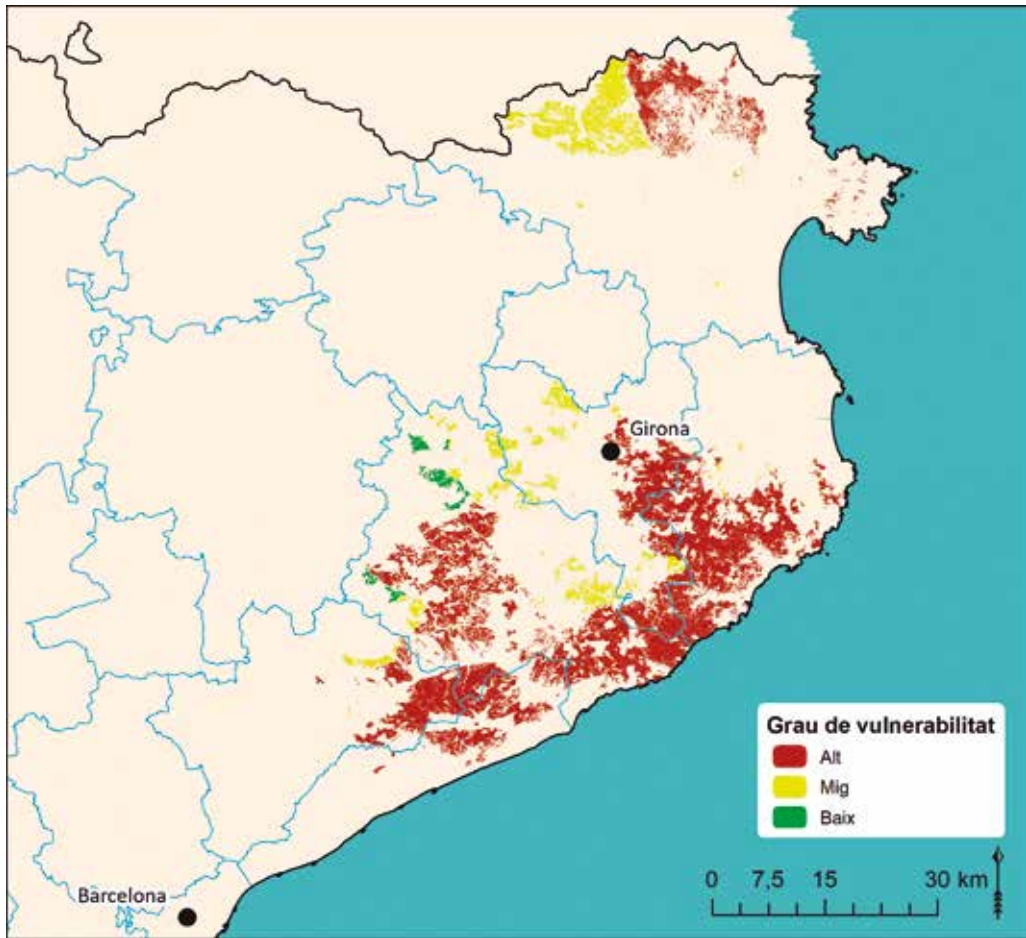 Girona
Grau de vulnerabilitat
Alt
Mig
Baix
Barcelona
0 7,5 15 30 km